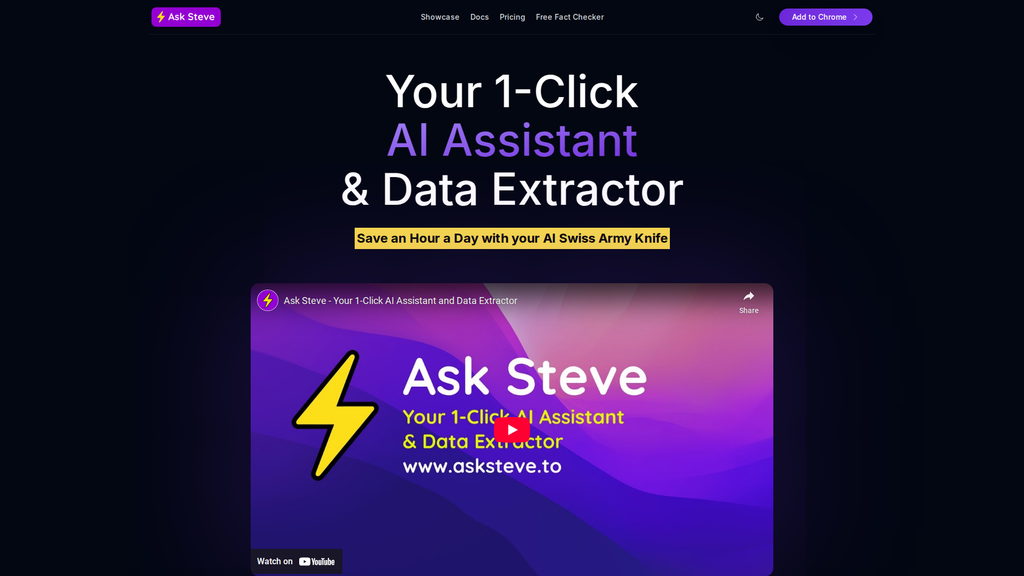 Ask Steve
Showcase Docs Pricing Free Fact Checker
Add to Chrome
Your 1-Click
AI Assistant
& Data Extractor
Save an Hour a Day with your AI Swiss Army Knife
Ask Steve - Your 1-Click AI Assistant and Data Extractor
Share
Ask Steve
Your 1-Click AI Assistant
& Data Extractor
www.asksteve.to
Watch on YouTube